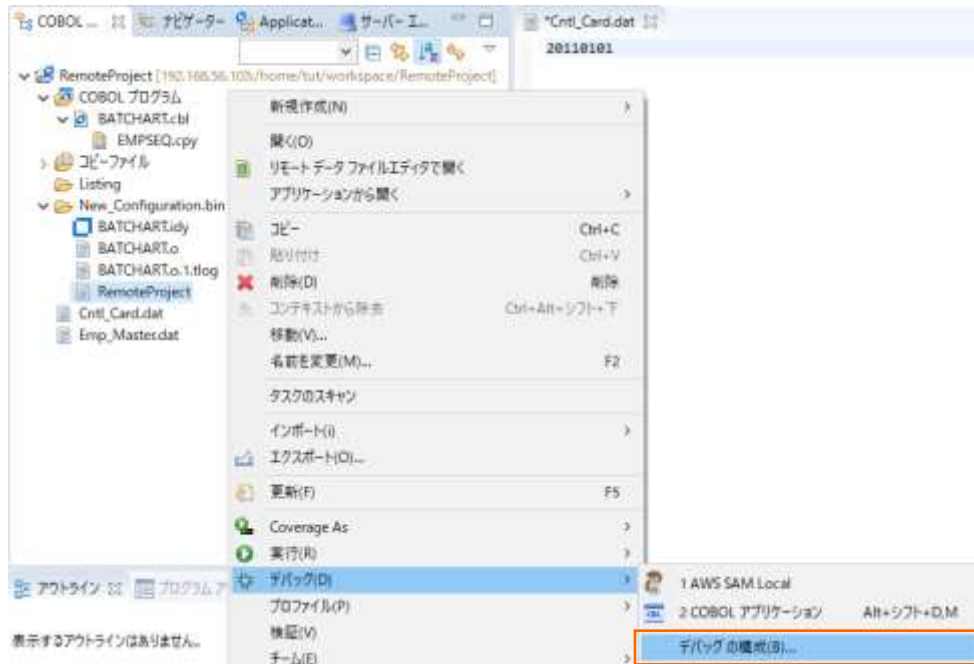 COBOL ...
ナビゲーター
Applicat...
サーバー エ...
*Cntl_Card.dat
20110101
RemoteProject [192.168.56.103:/home/tut/workspace/RemoteProject]
COBOL プログラム
BATCHART.cbl
EMPSEQ.cpy
コピーファイル
Listing
New_Configuration.bin
BATCHART.idy
BATCHART.o
BATCHART.o.1.tlog
RemoteProject
Cntl_Card.dat
Emp_Master.dat
アウトライン
プログラム ア
表示するアウトラインはありません。
新規作成(N)
開く(O)
リモート データ ファイルエディタで開く
アプリケーションから開く
コピー Ctrl+C
貼り付け Ctrl+V
削除(D) 削除
コンテキストから除去 Ctrl+Alt+シフト+下
移動(V)...
名前を変更(M)... F2
タスクのスキャン
インポート(i)
エクスポート(O)...
更新(F) F5
Coverage As
実行(R)
デバッグ(D)
プロファイル(P)
検証(V)
チーム(E)
1 AWS SAM Local
2 COBOL アプリケーション Alt+シフト+D,M
デバッグ の構成(B)...